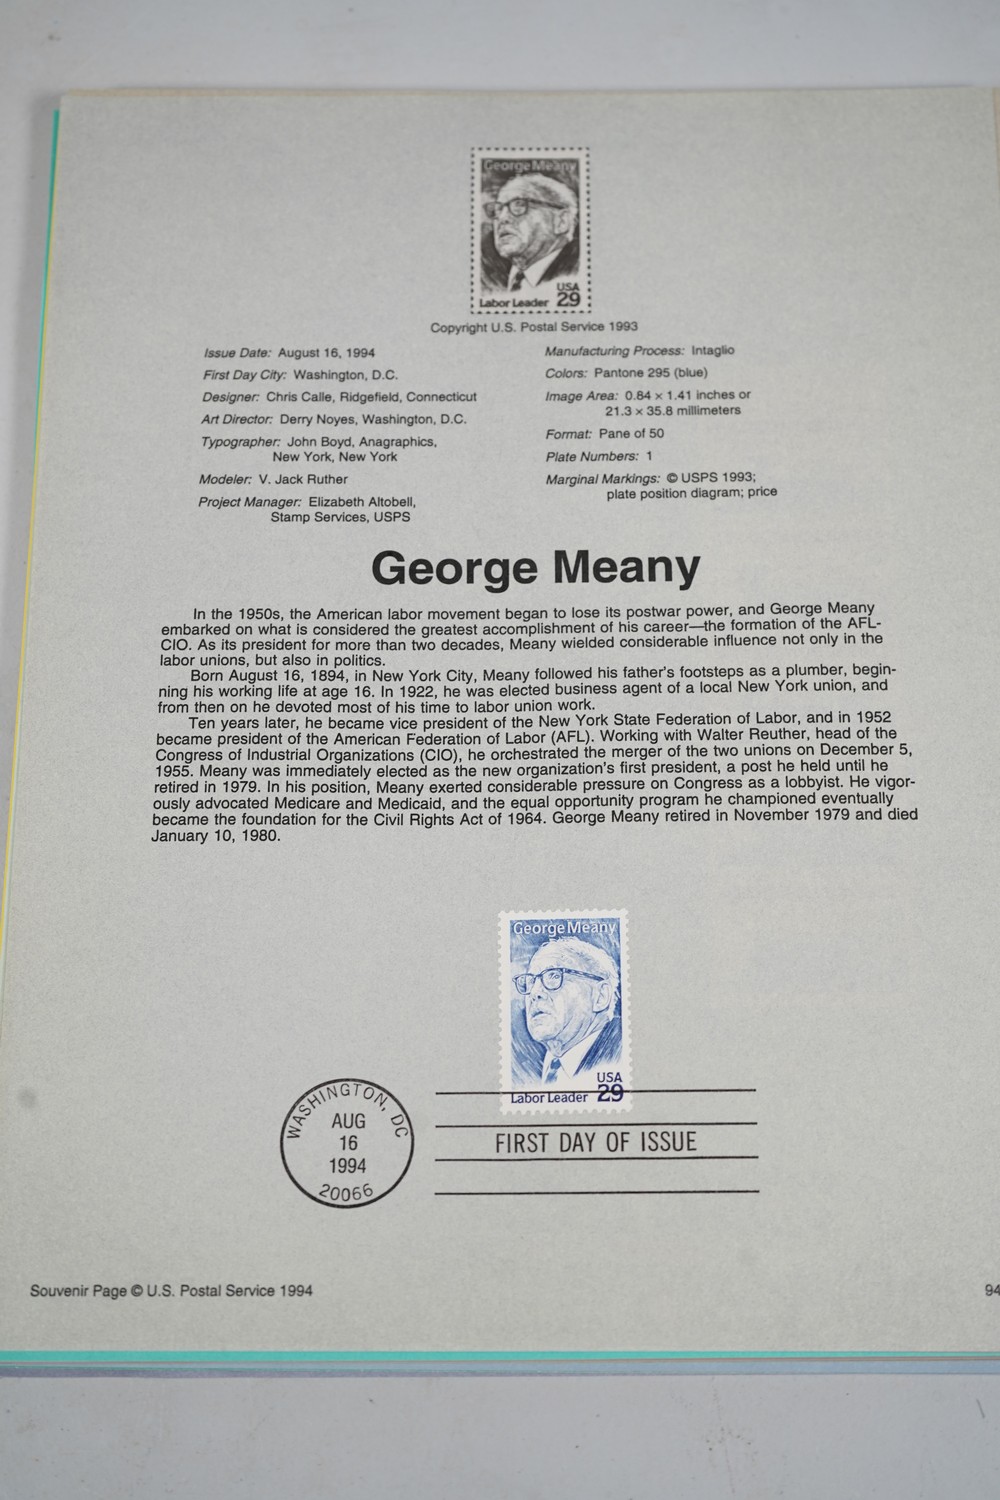 George Meany
USA
Labor Leader 29
Copyright U.S. Postal Service 1993
Issue Date: August 16, 1994
First Day City: Washington, D.C.
Designer: Chris Calle, Ridgefield, Connecticut
Art Director: Derry Noyes, Washington, D.C.
Typographer: John Boyd, Anagraphics,
New York, New York
Modeler: V. Jack Ruther
Project Manager: Elizabeth Altobell,
Stamp Services, USPS
Manufacturing Process: Intaglio
Colors: Pantone 295 (blue)
Image Area: 0.84 × 1.41 inches or
21.3 × 35.8 millimeters
Format: Pane of 50
Plate Numbers: 1
Marginal Markings: © USPS 1993;
plate position diagram; price
George Meany
In the 1950s, the American labor movement began to lose its postwar power, and George Meany
embarked on what is considered the greatest accomplishment of his career—the formation of the AFL-
CIO. As its president for more than two decades, Meany wielded considerable influence not only in the
labor unions, but also in politics.
Born August 16, 1894, in New York City, Meany followed his father's footsteps as a plumber, begin-
ning his working life at age 16. In 1922, he was elected business agent of a local New York union, and
from then on he devoted most of his time to labor union work.
Ten years later, he became vice president of the New York State Federation of Labor, and in 1952
became president of the American Federation of Labor (AFL). Working with Walter Reuther, head of the
Congress of Industrial Organizations (CIO), he orchestrated the merger of the two unions on December 5,
1955. Meany was immediately elected as the new organization's first president, a post he held until he
retired in 1979. In his position, Meany exerted considerable pressure on Congress as a lobbyist. He vigor-
ously advocated Medicare and Medicaid, and the equal opportunity program he championed eventually
became the foundation for the Civil Rights Act of 1964. George Meany retired in November 1979 and died
January 10, 1980.
George Meany
USA
Labor Leader 29
WASHINGTON, DC
AUG
16
1994
20066
FIRST DAY OF ISSUE
Souvenir Page © U.S. Postal Service 1994
94